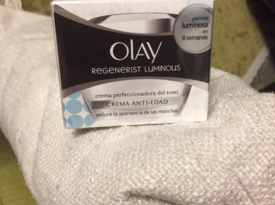 piel más
luminosa
en
8 semanas
OLAY
REGENERIST LUMINOUS
crema perfeccionadora del tono
CREMA ANTI-EDAD
reduce la apariencia de las manchas